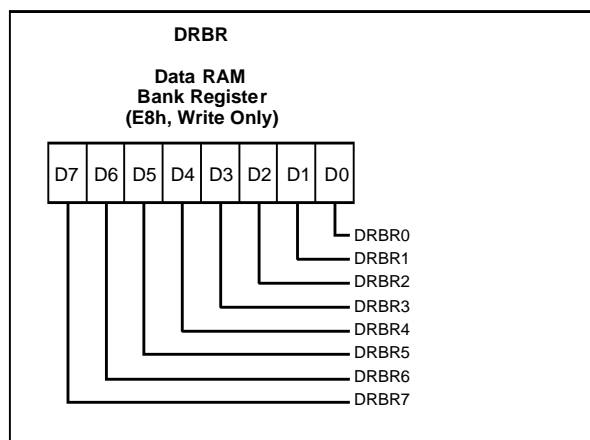 DRBR
Data RAM
Bank Register
(E8h, Write Only)
D7 D6 D5 D4 D3 D2 D1 D0
DRBR0
DRBR1
DRBR2
DRBR3
DRBR4
DRBR5
DRBR6
DRBR7